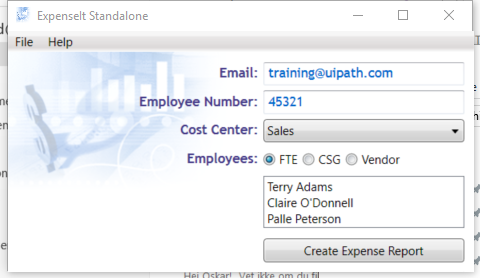 ExpenseIt Standalone
File Help
Email: training@uipath.com
Employee Number: 45321
Cost Center: Sales
Employees: FTE CSG Vendor
Terry Adams
Claire O'Donnell
Palle Peterson
Create Expense Report
Hei Oskar! Vet ikke om du fil